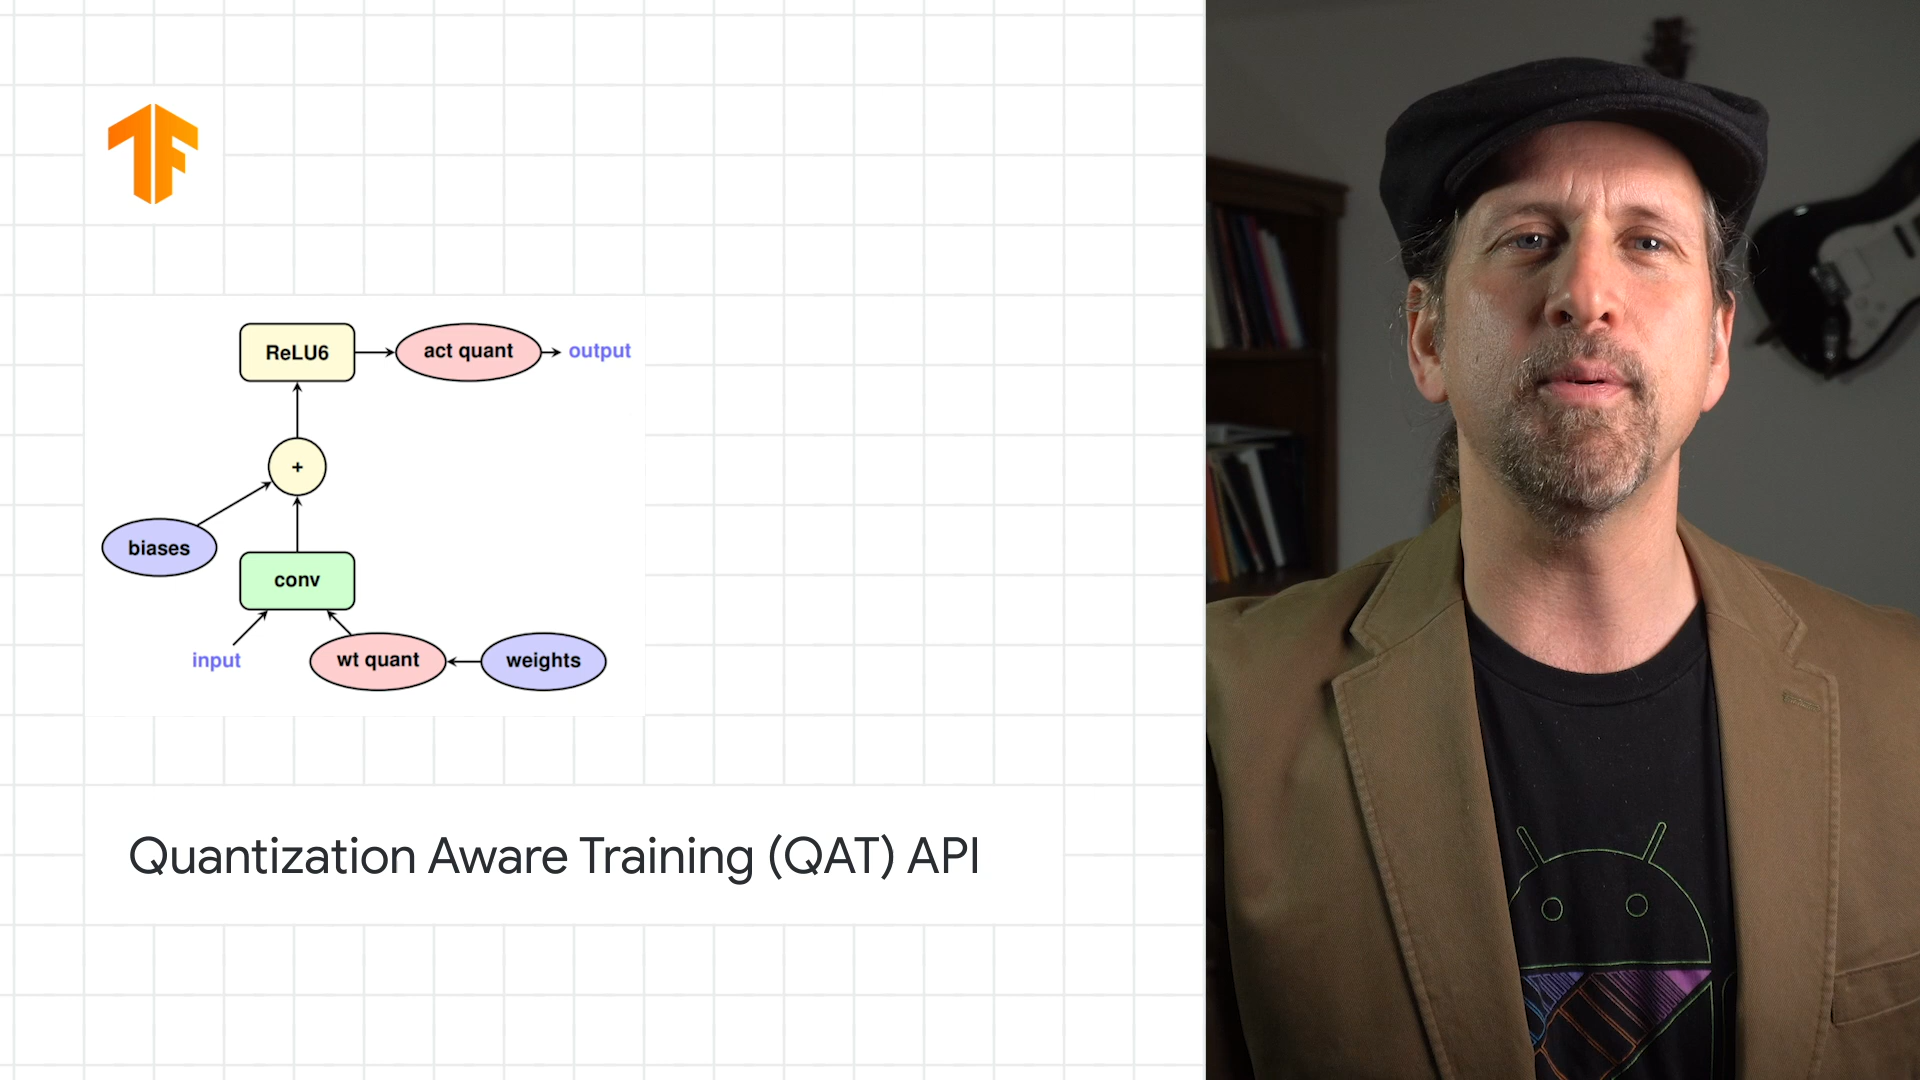 ReLU6
act quant
output
+
biases
conv
input
wt quant
weights
Quantization Aware Training (QAT) API